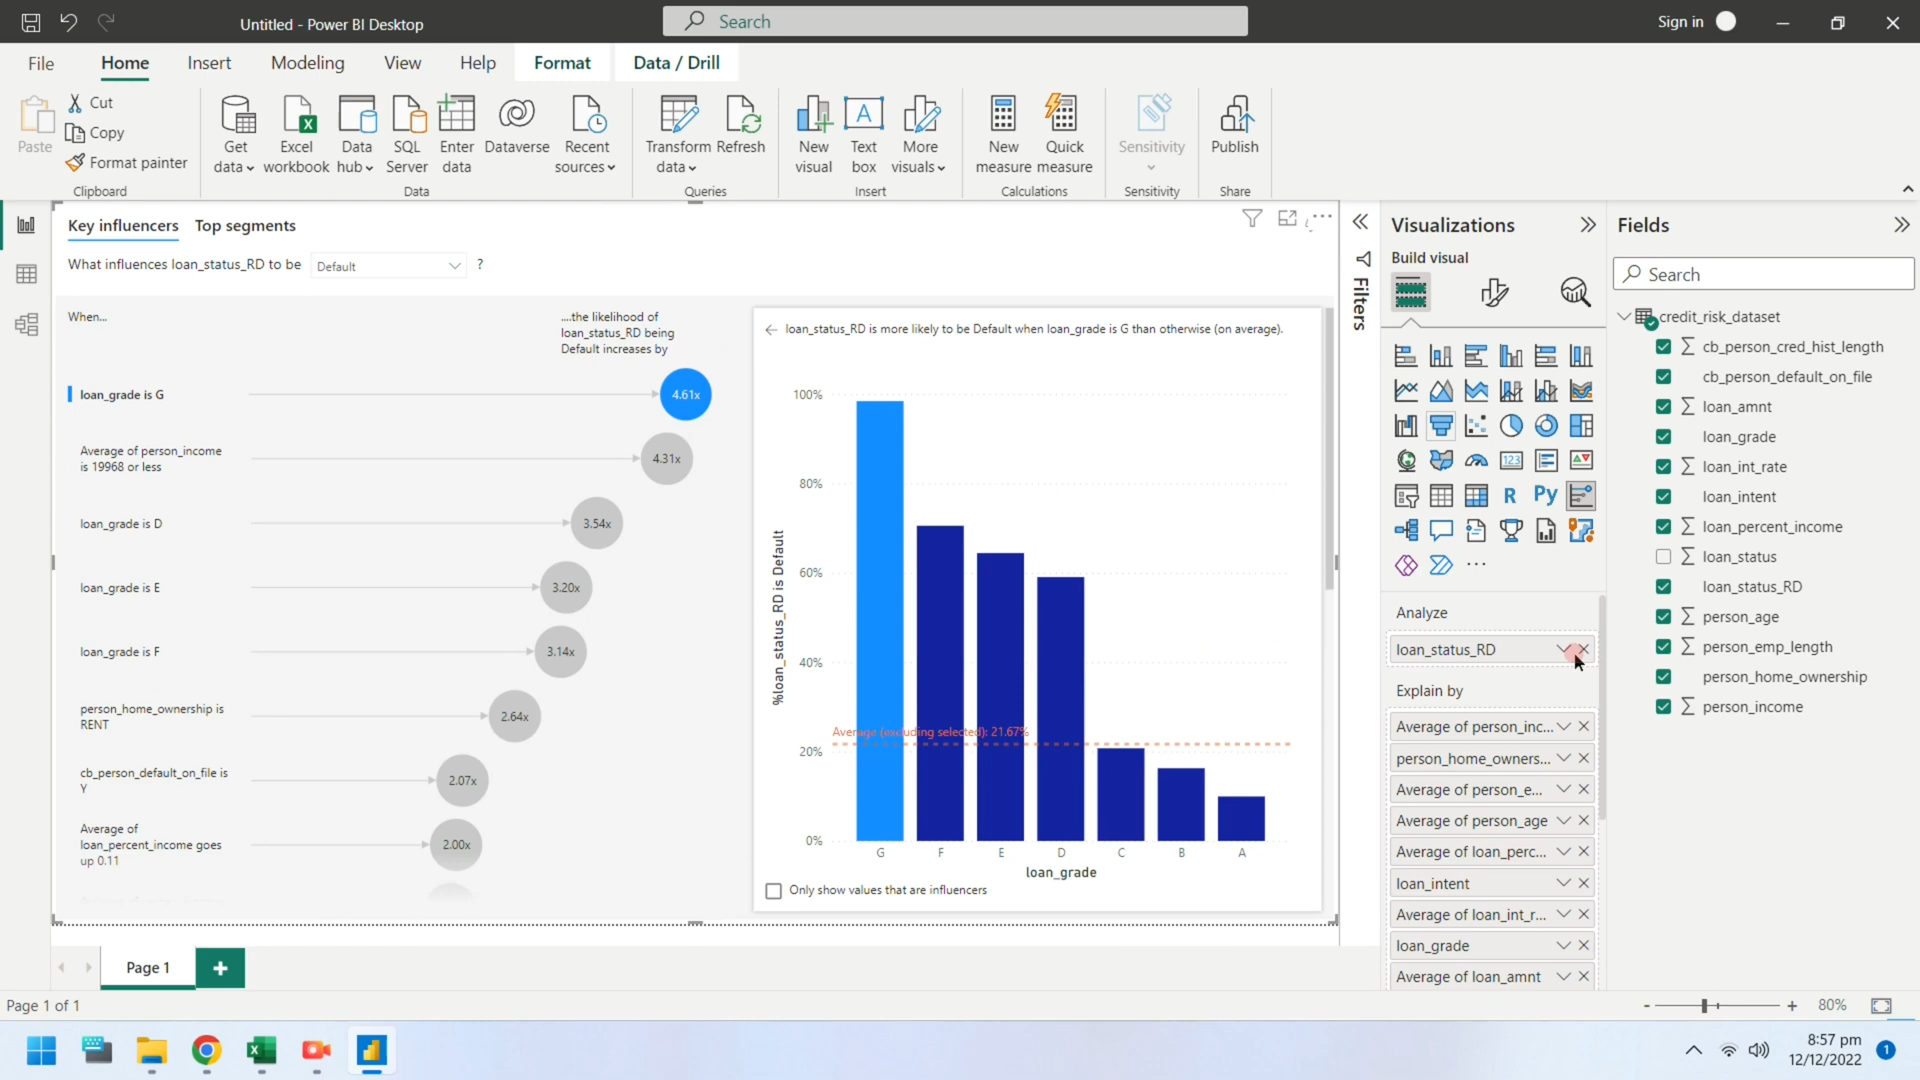 Untitled - Power BI Desktop
Search
Sign in
File
Home
Insert
Modeling
View
Help
Format
Data / Drill
Paste
Cut
Copy
Format painter
Clipboard
Get data
Excel workbook
Data hub
SQL Server
Enter data
Dataverse
Recent sources
Data
Transform data
Refresh
Queries
New visual
Text box
More visuals
Insert
New measure
Quick measure
Calculations
Sensitivity
Sensitivity
Publish
Share
Key influencers
Top segments
What influences loan_status_RD to be
Default
?
When...
....the likelihood of
loan_status_RD being
Default increases by
loan_grade is G
4.61x
Average of person_income
is 19968 or less
4.31x
loan_grade is D
3.54x
loan_grade is E
3.20x
loan_grade is F
3.14x
person_home_ownership is
RENT
2.64x
cb_person_default_on_file is
Y
2.07x
Average of
loan_percent_income goes
up 0.11
2.00x
← loan_status_RD is more likely to be Default when loan_grade is G than otherwise (on average).
100%
80%
60%
40%
20%
0%
%loan_status_RD is Default
Average (excluding selected): 21.67%
G
F
E
D
C
B
A
loan_grade
Only show values that are influencers
Filters
Visualizations
Build visual
123
R
Py
Analyze
loan_status_RD
Explain by
Average of person_inc...
person_home_owners...
Average of person_e...
Average of person_age
Average of loan_perc...
loan_intent
Average of loan_int_r...
loan_grade
Average of loan_amnt
Fields
Search
credit_risk_dataset
cb_person_cred_hist_length
cb_person_default_on_file
loan_amnt
loan_grade
loan_int_rate
loan_intent
loan_percent_income
loan_status
loan_status_RD
person_age
person_emp_length
person_home_ownership
person_income
Page 1
Page 1 of 1
80%
8:57 pm
12/12/2022
1